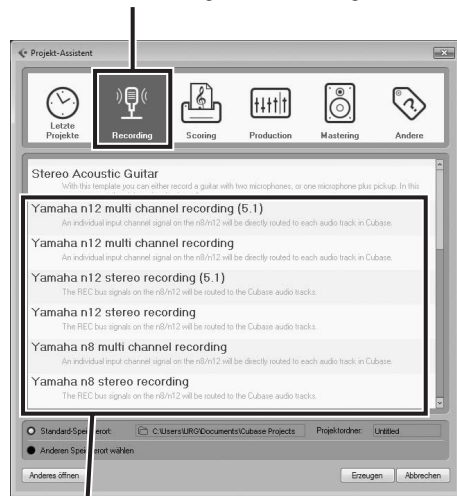 Projekt-Assistent
Letzte
Projekte
Recording
Scoring
Production
Mastering
Andere
Stereo Acoustic Guitar
With this template you can either record a guitar with two microphones, or one microphone plus pickup. In this
Yamaha n12 multi channel recording (5.1)
An individual input channel signal on the n8/n12 will be directly routed to each audio track in Cubase.
Yamaha n12 multi channel recording
An individual input channel signal on the n8/n12 will be directly routed to each audio track in Cubase.
Yamaha n12 stereo recording (5.1)
The REC bus signals on the n8/n12 will be routed to the Cubase audio tracks.
Yamaha n12 stereo recording
The REC bus signals on the n8/n12 will be routed to the Cubase audio tracks.
Yamaha n8 multi channel recording
An individual input channel signal on the n8/n12 will be directly routed to each audio track in Cubase.
Yamaha n8 stereo recording
The REC bus signals on the n8/n12 will be routed to the Cubase audio tracks.
Standard-Speicherort: C:\Users\URG\Documents\Cubase Projects Projektordner: Untitled
Anderen Speicherort wählen
Anderes öffnen Erzeugen Abbrechen